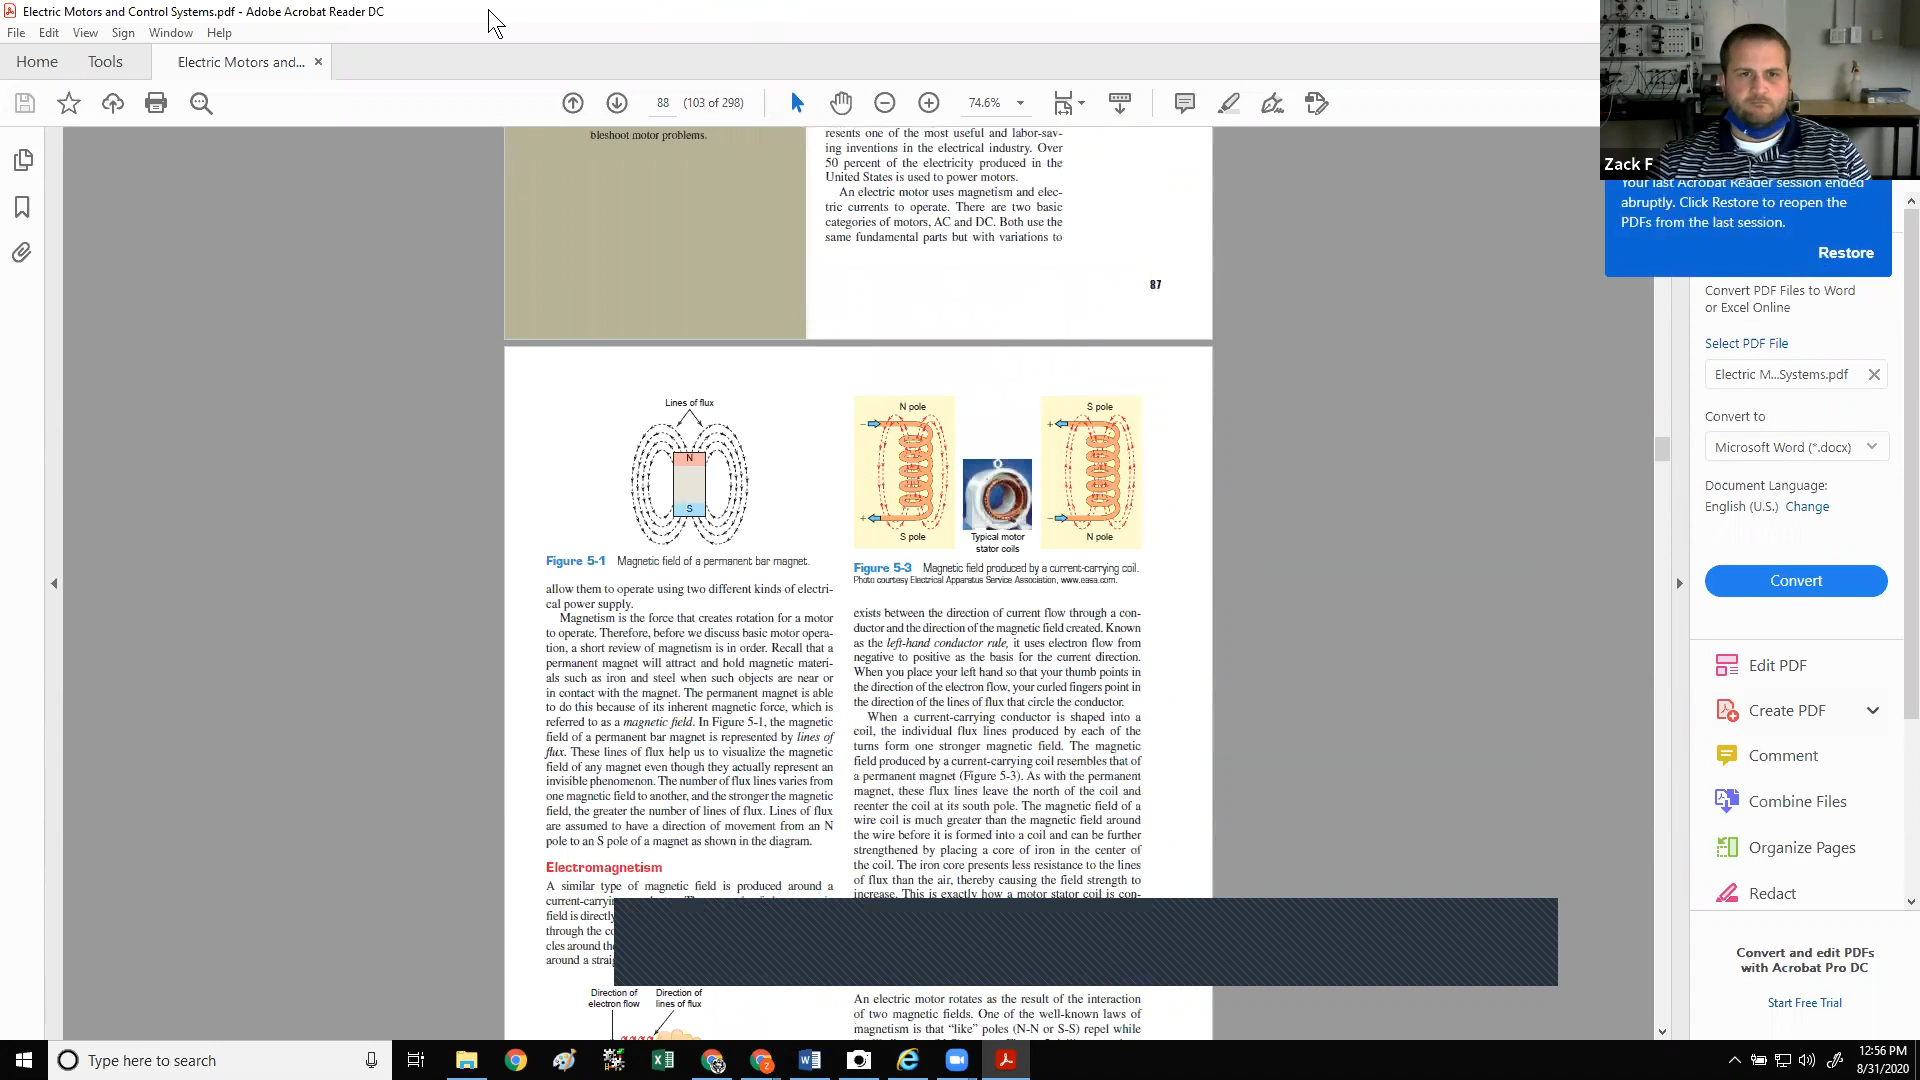 Electric Motors and Control Systems.pdf - Adobe Acrobat Reader DC
File Edit View Sign Window Help
Home Tools Electric Motors and... ×
88 (103 of 298) 74.6%
Zack F
Your last Acrobat Reader session ended
abruptly. Click Restore to reopen the
PDFs from the last session.
Restore
bleshoot motor problems.
resents one of the most useful and labor-sav-
ing inventions in the electrical industry. Over
50 percent of the electricity produced in the
United States is used to power motors.
An electric motor uses magnetism and elec-
tric currents to operate. There are two basic
categories of motors, AC and DC. Both use the
same fundamental parts but with variations to
87
Lines of flux
N
S
Figure 5-1 Magnetic field of a permanent bar magnet.
allow them to operate using two different kinds of electri-
cal power supply.
Magnetism is the force that creates rotation for a motor
to operate. Therefore, before we discuss basic motor opera-
tion, a short review of magnetism is in order. Recall that a
permanent magnet will attract and hold magnetic materi-
als such as iron and steel when such objects are near or
in contact with the magnet. The permanent magnet is able
to do this because of its inherent magnetic force, which is
referred to as a magnetic field. In Figure 5-1, the magnetic
field of a permanent bar magnet is represented by lines of
flux. These lines of flux help us to visualize the magnetic
field of any magnet even though they actually represent an
invisible phenomenon. The number of flux lines varies from
one magnetic field to another, and the stronger the magnetic
field, the greater the number of lines of flux. Lines of flux
are assumed to have a direction of movement from an N
pole to an S pole of a magnet as shown in the diagram.
Electromagnetism
A similar type of magnetic field is produced around a
current-carryin
field is directly
through the co
cles around the
around a straig
Direction of
electron flow
Direction of
lines of flux
N pole
−
+
S pole
Typical motor
stator coils
S pole
+
−
N pole
Figure 5-3 Magnetic field produced by a current-carrying coil.
Photo courtesy Electrical Apparatus Service Association, www.easa.com.
exists between the direction of current flow through a con-
ductor and the direction of the magnetic field created. Known
as the left-hand conductor rule, it uses electron flow from
negative to positive as the basis for the current direction.
When you place your left hand so that your thumb points in
the direction of the electron flow, your curled fingers point in
the direction of the lines of flux that circle the conductor.
When a current-carrying conductor is shaped into a
coil, the individual flux lines produced by each of the
turns form one stronger magnetic field. The magnetic
field produced by a current-carrying coil resembles that of
a permanent magnet (Figure 5-3). As with the permanent
magnet, these flux lines leave the north of the coil and
reenter the coil at its south pole. The magnetic field of a
wire coil is much greater than the magnetic field around
the wire before it is formed into a coil and can be further
strengthened by placing a core of iron in the center of
the coil. The iron core presents less resistance to the lines
of flux than the air, thereby causing the field strength to
increase. This is exactly how a motor stator coil is con-
An electric motor rotates as the result of the interaction
of two magnetic fields. One of the well-known laws of
magnetism is that “like” poles (N-N or S-S) repel while
Convert PDF Files to Word
or Excel Online
Select PDF File
Electric M...Systems.pdf
Convert to
Microsoft Word (*.docx)
Document Language:
English (U.S.) Change
Convert
Edit PDF
Create PDF
Comment
Combine Files
Organize Pages
Redact
Convert and edit PDFs
with Acrobat Pro DC
Start Free Trial
Type here to search
12:56 PM
8/31/2020